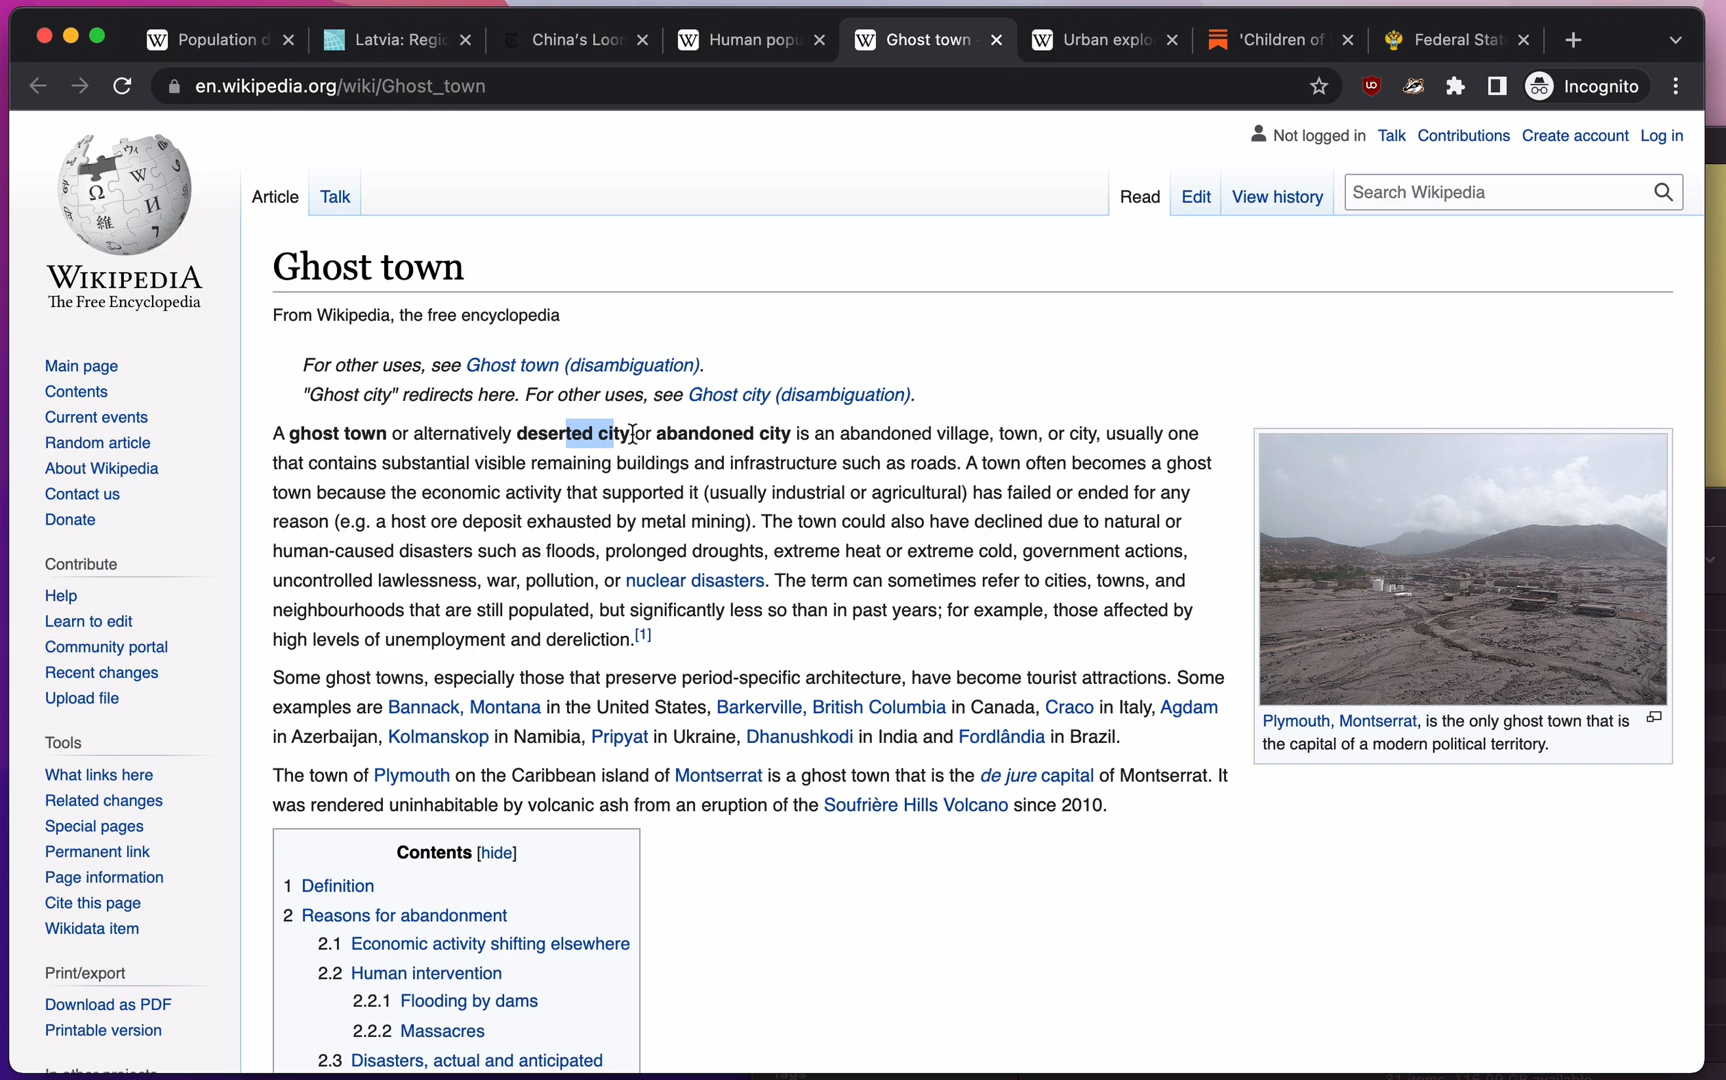 Population d
Latvia: Regio
China's Loon
Human popu
Ghost town -
Urban explo
'Children of
Federal Stat
en.wikipedia.org/wiki/Ghost_town
Incognito
Not logged in Talk Contributions Create account Log in
Article Talk Read Edit View history Search Wikipedia
WIKIPEDIA
The Free Encyclopedia
Main page
Contents
Current events
Random article
About Wikipedia
Contact us
Donate
Contribute
Help
Learn to edit
Community portal
Recent changes
Upload file
Tools
What links here
Related changes
Special pages
Permanent link
Page information
Cite this page
Wikidata item
Print/export
Download as PDF
Printable version
Ghost town
From Wikipedia, the free encyclopedia
For other uses, see Ghost town (disambiguation).
"Ghost city" redirects here. For other uses, see Ghost city (disambiguation).
A ghost town or alternatively deserted city or abandoned city is an abandoned village, town, or city, usually one
that contains substantial visible remaining buildings and infrastructure such as roads. A town often becomes a ghost
town because the economic activity that supported it (usually industrial or agricultural) has failed or ended for any
reason (e.g. a host ore deposit exhausted by metal mining). The town could also have declined due to natural or
human-caused disasters such as floods, prolonged droughts, extreme heat or extreme cold, government actions,
uncontrolled lawlessness, war, pollution, or nuclear disasters. The term can sometimes refer to cities, towns, and
neighbourhoods that are still populated, but significantly less so than in past years; for example, those affected by
high levels of unemployment and dereliction.[1]
Some ghost towns, especially those that preserve period-specific architecture, have become tourist attractions. Some
examples are Bannack, Montana in the United States, Barkerville, British Columbia in Canada, Craco in Italy, Agdam
in Azerbaijan, Kolmanskop in Namibia, Pripyat in Ukraine, Dhanushkodi in India and Fordlândia in Brazil.
The town of Plymouth on the Caribbean island of Montserrat is a ghost town that is the de jure capital of Montserrat. It
was rendered uninhabitable by volcanic ash from an eruption of the Soufrière Hills Volcano since 2010.
Plymouth, Montserrat, is the only ghost town that is
the capital of a modern political territory.
Contents [hide]
1 Definition
2 Reasons for abandonment
2.1 Economic activity shifting elsewhere
2.2 Human intervention
2.2.1 Flooding by dams
2.2.2 Massacres
2.3 Disasters, actual and anticipated